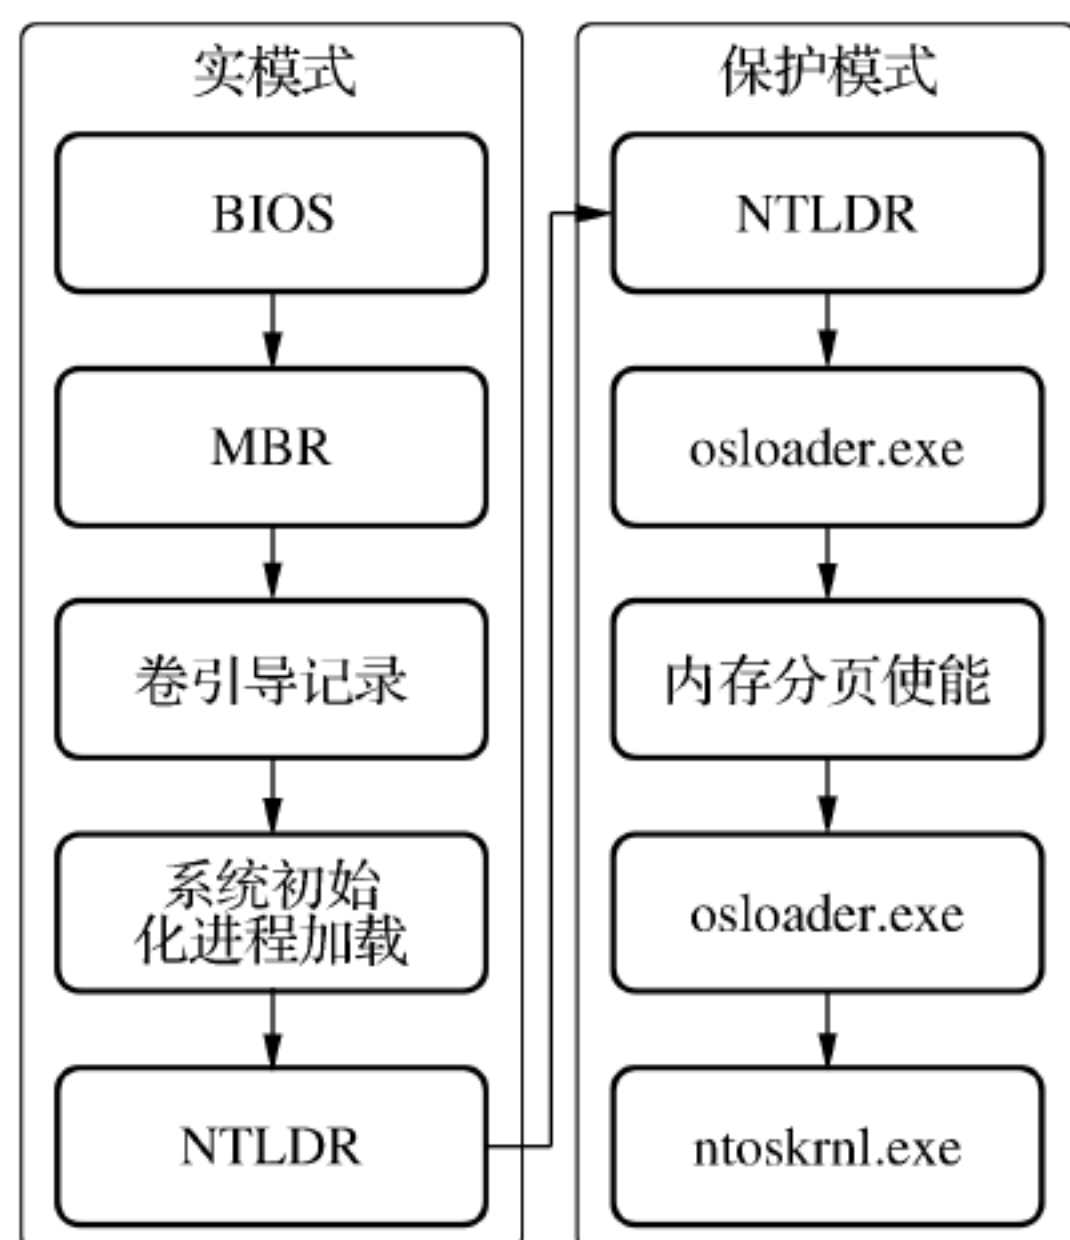 实模式
BIOS
MBR
卷引导记录
系统初始
化进程加载
NTLDR
保护模式
NTLDR
osloader.exe
内存分页使能
osloader.exe
ntoskrnl.exe